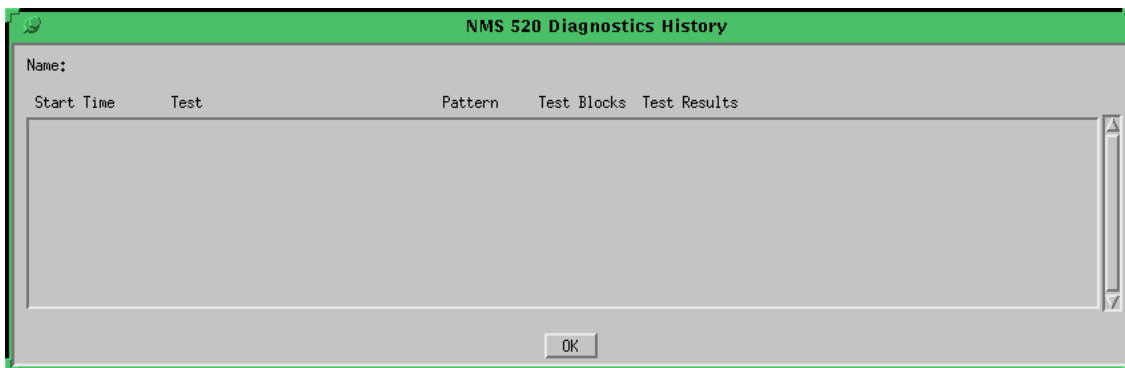 NMS 520 Diagnostics History
Name:
Start Time Test Pattern Test Blocks Test Results
OK